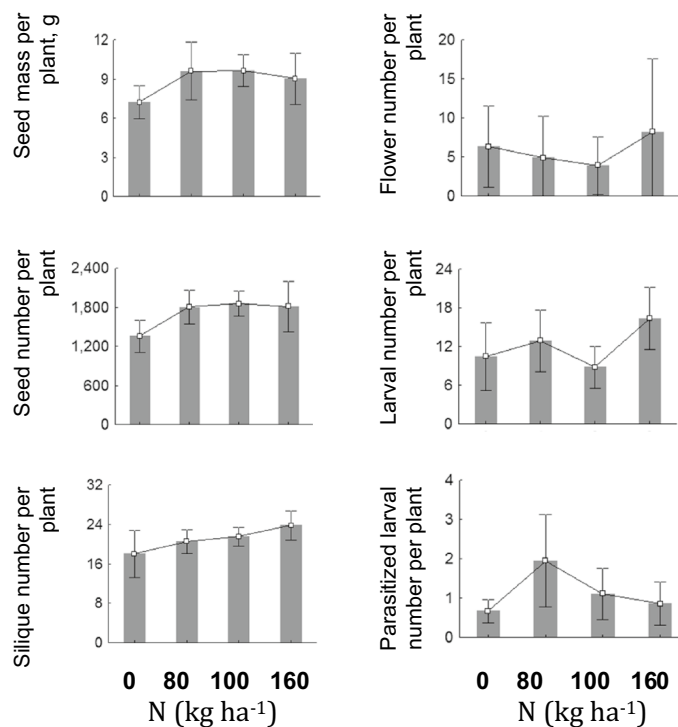 Seed mass per
plant, g
12
9
6
3
0
Flower number per
plant
20
15
10
5
0
Seed number per
plant
2,400
1,800
1,200
600
0
Larval number per
plant
24
18
12
6
0
Silique number per
plant
32
24
16
8
0
0 80 100 160
N (kg ha-1)
Parasitized larval
number per plant
4
3
2
1
0
0 80 100 160
N (kg ha-1)